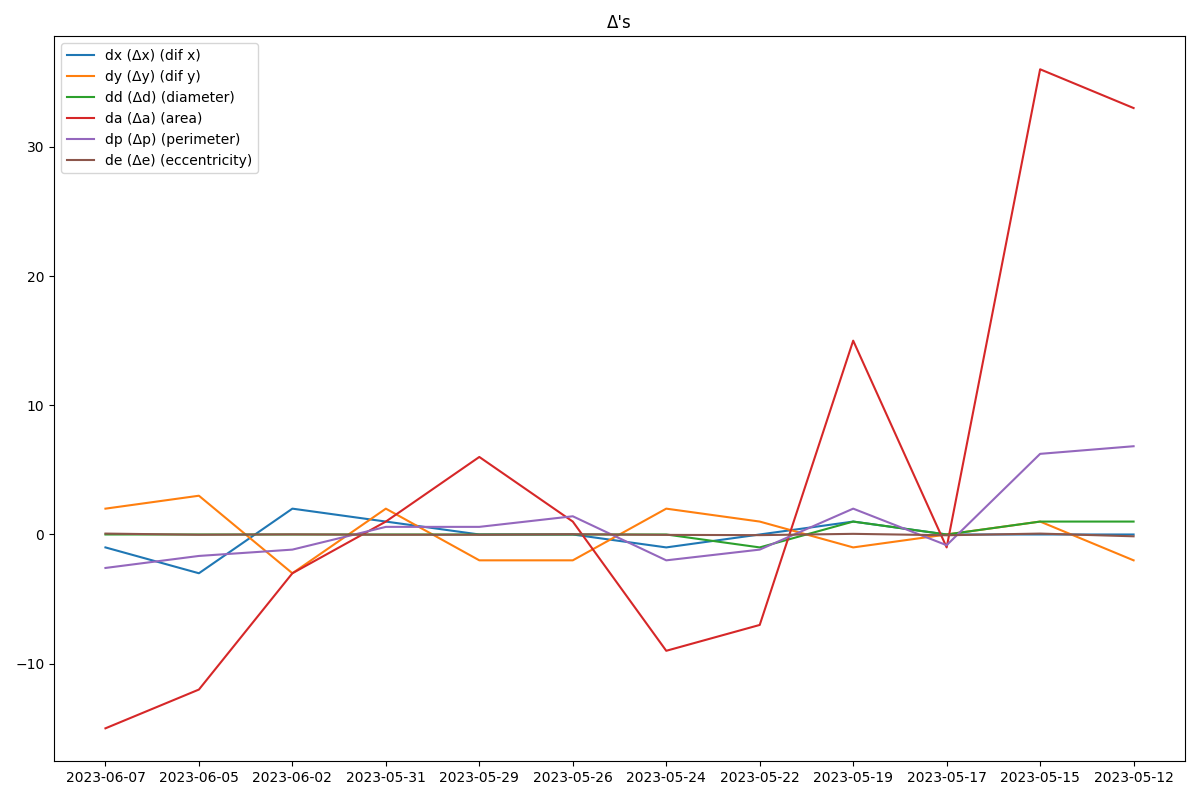 Δ's
dx (Δx) (dif x)
dy (Δy) (dif y)
dd (Δd) (diameter)
da (Δa) (area)
dp (Δp) (perimeter)
de (Δe) (eccentricity)
30
20
10
0
−10
2023-06-07 2023-06-05 2023-06-02 2023-05-31 2023-05-29 2023-05-26 2023-05-24 2023-05-22 2023-05-19 2023-05-17 2023-05-15 2023-05-12